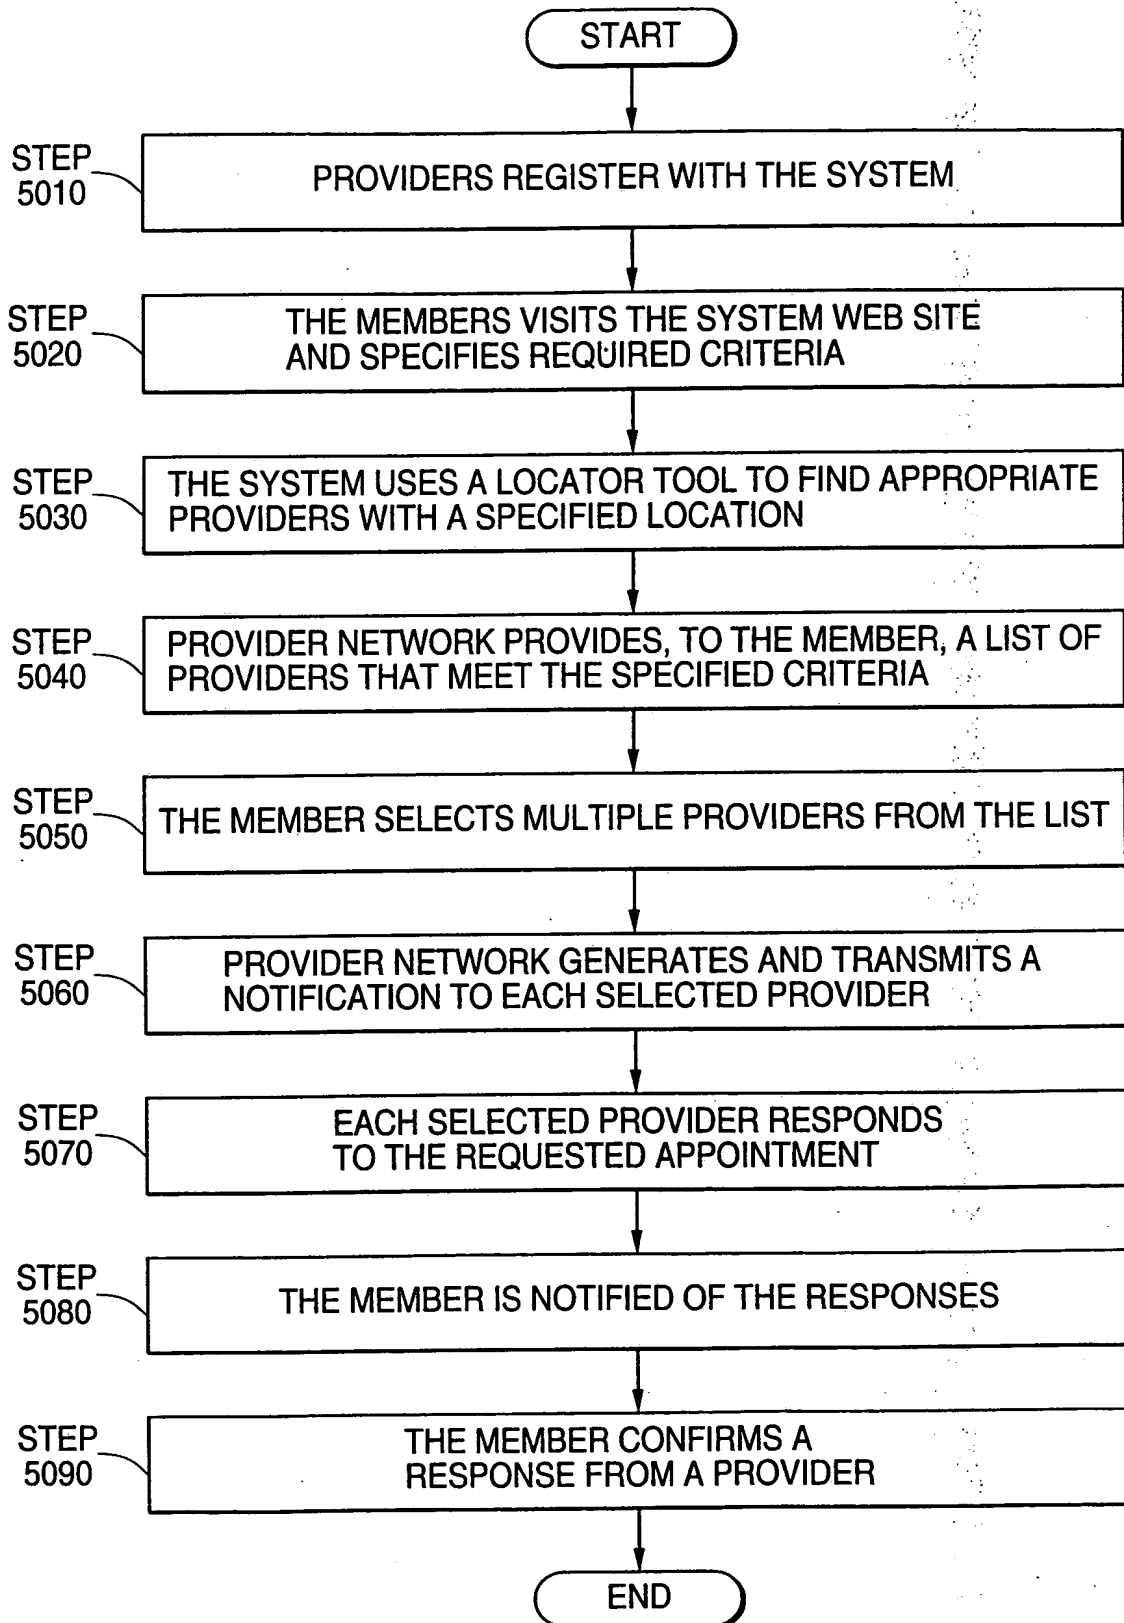 START
STEP
5010
PROVIDERS REGISTER WITH THE SYSTEM
STEP
5020
THE MEMBERS VISITS THE SYSTEM WEB SITE
AND SPECIFIES REQUIRED CRITERIA
STEP
5030
THE SYSTEM USES A LOCATOR TOOL TO FIND APPROPRIATE
PROVIDERS WITH A SPECIFIED LOCATION
STEP
5040
PROVIDER NETWORK PROVIDES, TO THE MEMBER, A LIST OF
PROVIDERS THAT MEET THE SPECIFIED CRITERIA
STEP
5050
THE MEMBER SELECTS MULTIPLE PROVIDERS FROM THE LIST
STEP
5060
PROVIDER NETWORK GENERATES AND TRANSMITS A
NOTIFICATION TO EACH SELECTED PROVIDER
STEP
5070
EACH SELECTED PROVIDER RESPONDS
TO THE REQUESTED APPOINTMENT
STEP
5080
THE MEMBER IS NOTIFIED OF THE RESPONSES
STEP
5090
THE MEMBER CONFIRMS A
RESPONSE FROM A PROVIDER
END